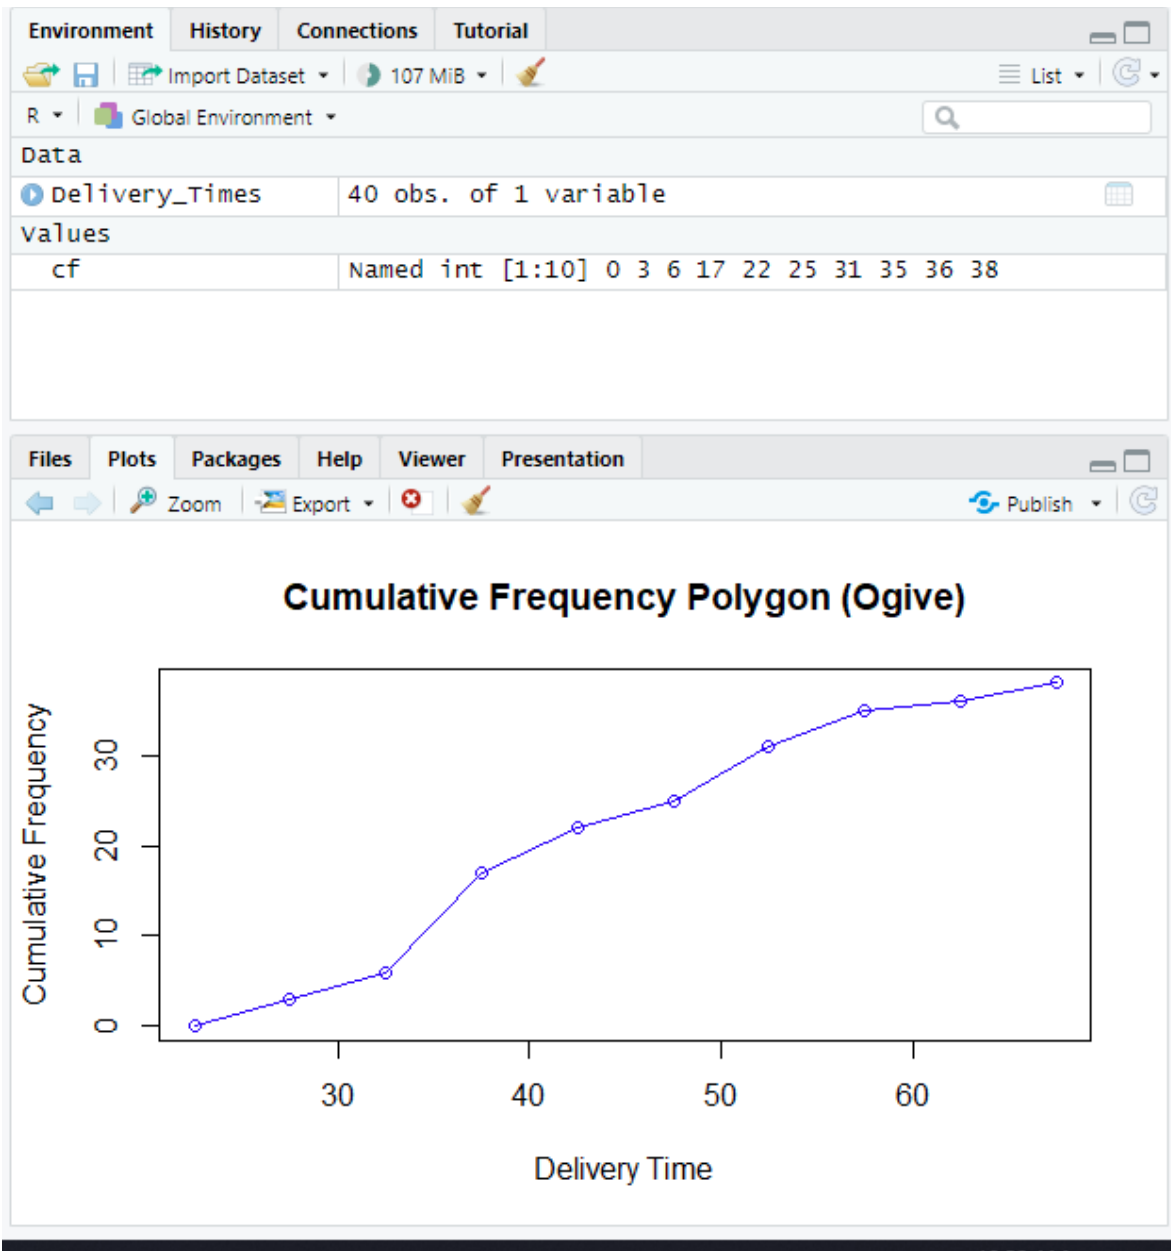 Environment History Connections Tutorial
Import Dataset 107 MiB List
R Global Environment
Data
Delivery_Times 40 obs. of 1 variable
Values
cf Named int [1:10] 0 3 6 17 22 25 31 35 36 38
Files Plots Packages Help Viewer Presentation
Zoom Export Publish
Cumulative Frequency Polygon (Ogive)
Cumulative Frequency
30
20
10
0
30 40 50 60
Delivery Time